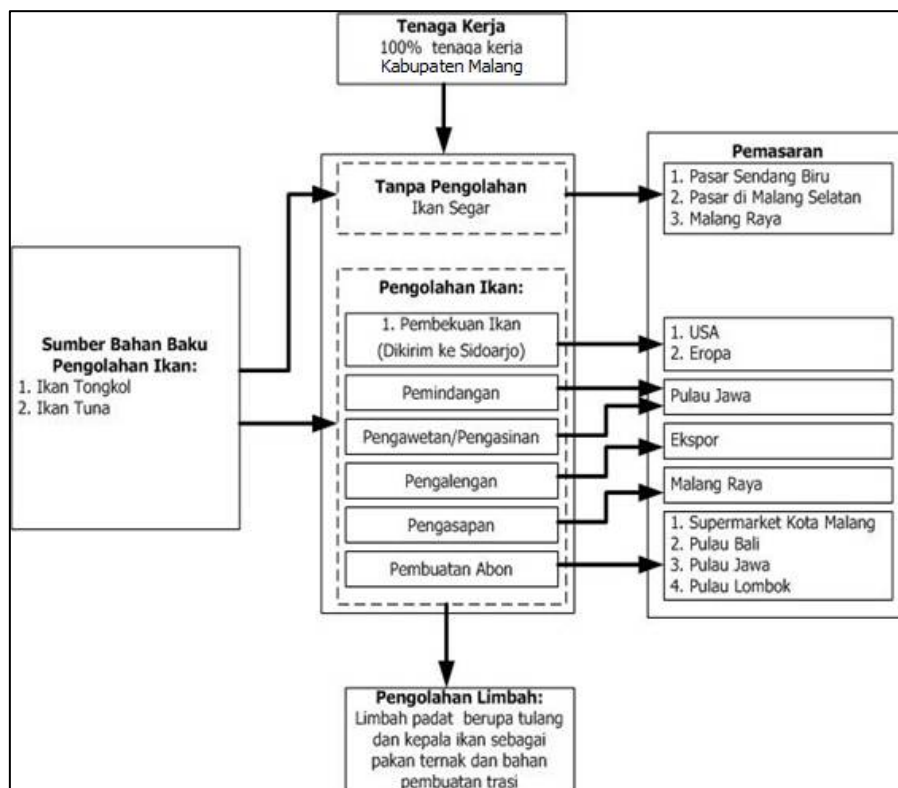 Tenaga Kerja
100% tenaga kerja
Kabupaten Malang
Sumber Bahan Baku
Pengolahan Ikan:
1. Ikan Tongkol
2. Ikan Tuna
Tanpa Pengolahan
Ikan Segar
Pengolahan Ikan:
1. Pembekuan Ikan
(Dikirim ke Sidoarjo)
Pemindangan
Pengawetan/Pengasinan
Pengalengan
Pengasapan
Pembuatan Abon
Pemasaran
1. Pasar Sendang Biru
2. Pasar di Malang Selatan
3. Malang Raya
1. USA
2. Eropa
Pulau Jawa
Ekspor
Malang Raya
1. Supermarket Kota Malang
2. Pulau Bali
3. Pulau Jawa
4. Pulau Lombok
Pengolahan Limbah:
Limbah padat berupa tulang
dan kepala ikan sebagai
pakan ternak dan bahan
pembuatan trasi